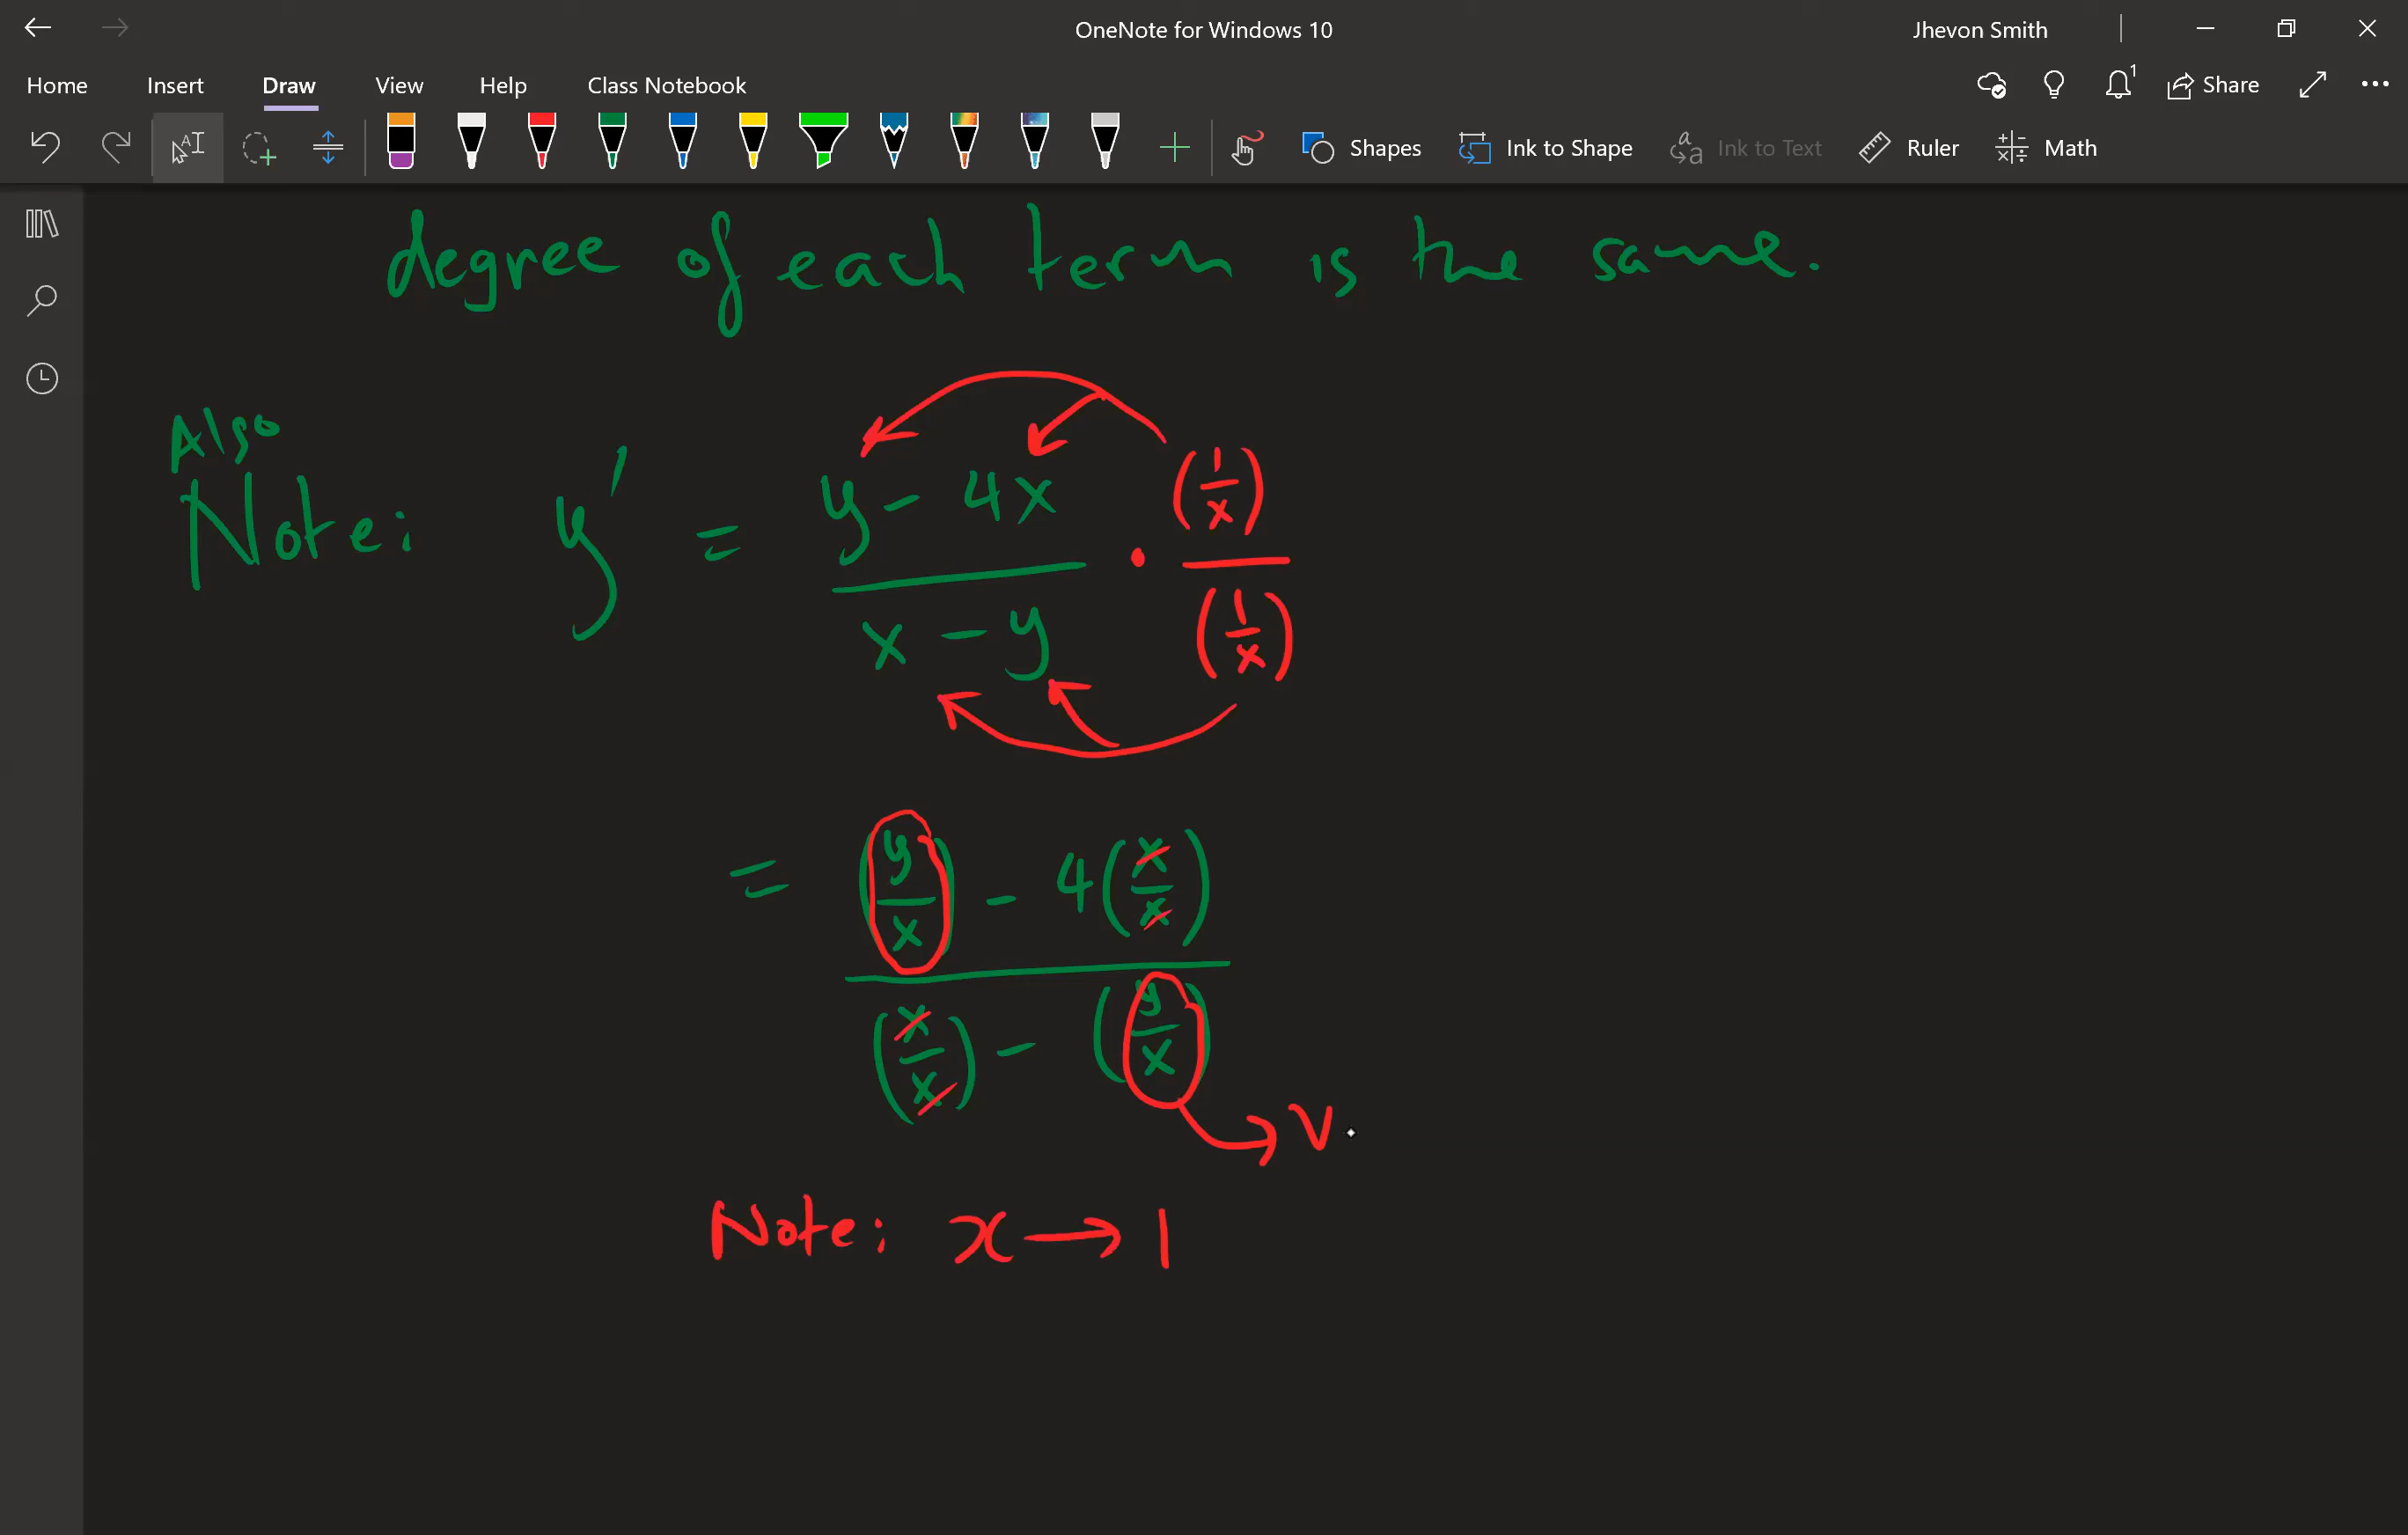 OneNote for Windows 10
Jhevon Smith
Home Insert Draw View Help Class Notebook
1
Share
Shapes Ink to Shape Ink to Text Ruler Math
degree of each term is the same.
Also
Note: y' = (y - 4x)/(x - y) · (1/x)/(1/x)
= ((y/x) - 4(x/x))/((x/x) - (y/x))
→ v
Note: x → 1